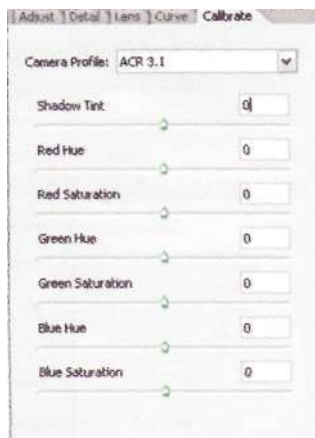 Adjust Detail Lens Curve Calibrate
Camera Profile: ACR 3.1
Shadow Tint 0
Red Hue 0
Red Saturation 0
Green Hue 0
Green Saturation 0
Blue Hue 0
Blue Saturation 0